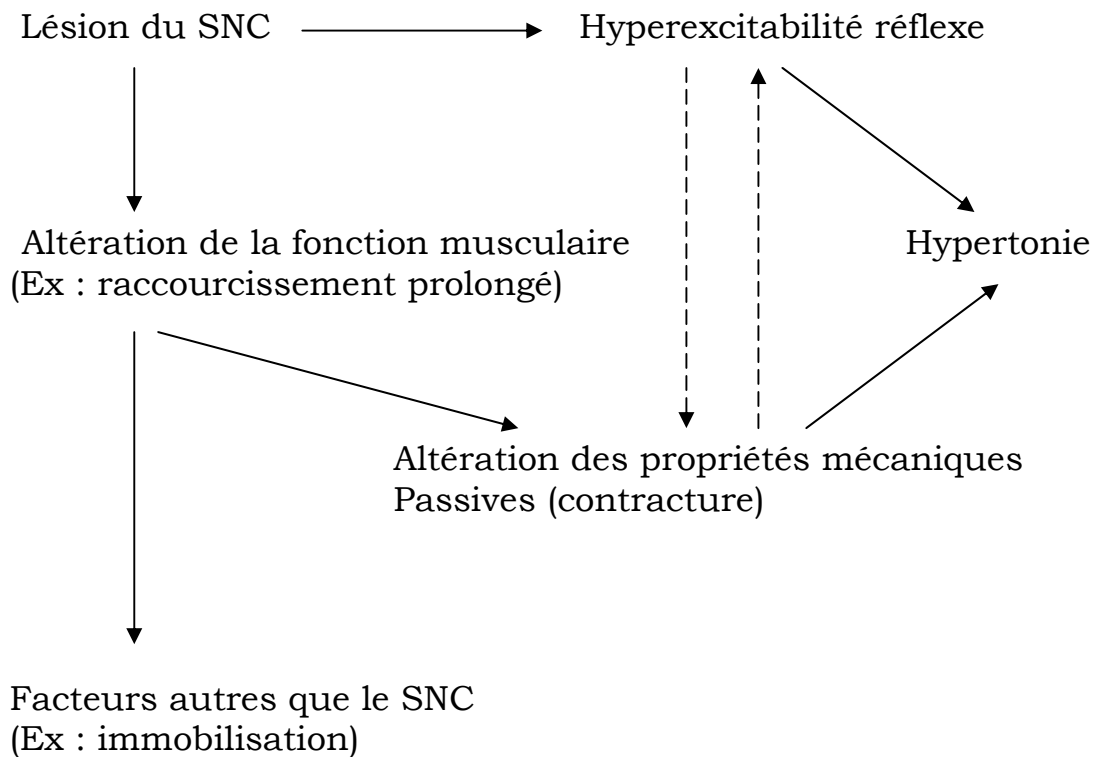 Lésion du SNC
Hyperexcitabilité réflexe
Altération de la fonction musculaire
(Ex : raccourcissement prolongé)
Hypertonie
Altération des propriétés mécaniques
Passives (contracture)
Facteurs autres que le SNC
(Ex : immobilisation)